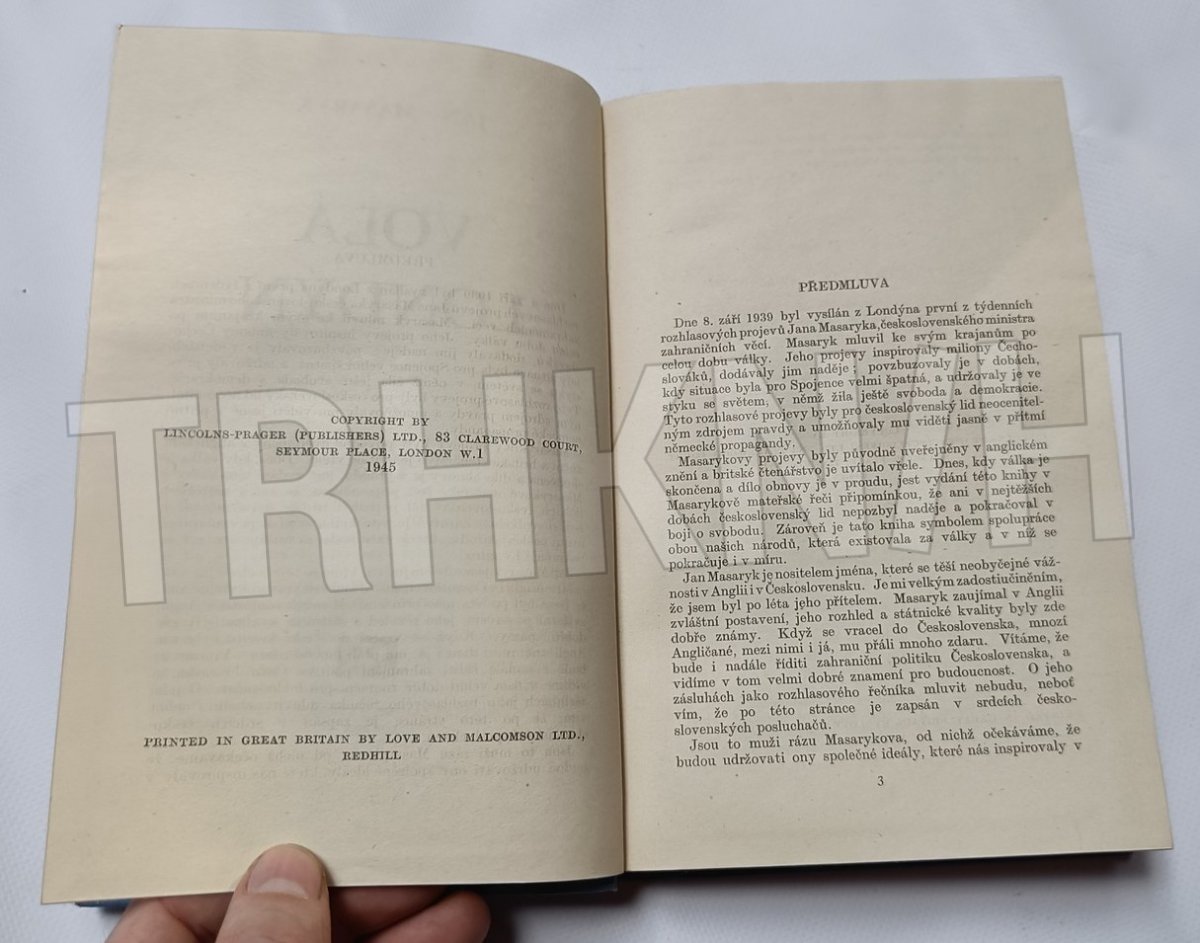 COPYRIGHT BY
LINCOLNS-PRAGER (PUBLISHERS) LTD., 83 CLAREWOOD COURT,
SEYMOUR PLACE, LONDON W.1
1945
PRINTED IN GREAT BRITAIN BY LOVE AND MALCOMSON LTD.,
REDHILL
PŘEDMLUVA
Dne 8. září 1939 byl vysílán z Londýna první z týdenních
rozhlasových projevů Jana Masaryka, československého ministra
zahraničních věcí. Masaryk mluvil ke svým krajanům po
celou dobu války. Jeho projevy inspirovaly miliony Čecho-
slováků, dodávaly jim naděje; povzbuzovaly je v dobách,
kdy situace byla pro Spojence velmi špatná, a udržovaly je ve
styku se světem, v němž žila ještě svoboda a demokracie.
Tyto rozhlasové projevy byly pro československý lid neocenitel-
ným zdrojem pravdy a umožňovaly mu viděti jasně v přítmí
německé propagandy.
Masarykovy projevy byly původně uveřejněny v anglickém
znění a britské čtenářstvo je uvítalo vřele. Dnes, kdy válka je
skončena a dílo obnovy je v proudu, jest vydání této knihy v
Masarykově mateřské řeči připomínkou, že ani v nejtěžších
dobách československý lid nepozbyl naděje a pokračoval v
boji o svobodu. Zároveň je tato kniha symbolem spolupráce
obou našich národů, která existovala za války a v níž se
pokračuje i v míru.
Jan Masaryk je nositelem jména, které se těší neobyčejné váž-
nosti v Anglii i v Československu. Je mi velkým zadostiučiněním,
že jsem byl po léta jeho přítelem. Masaryk zaujímal v Anglii
zvláštní postavení, jeho rozhled a státnické kvality byly zde
dobře známy. Když se vracel do Československa, mnozí
Angličané, mezi nimi i já, mu přáli mnoho zdaru. Vítáme, že
bude i nadále říditi zahraniční politiku Československa, a
vidíme v tom velmi dobré znamení pro budoucnost. O jeho
zásluhách jako rozhlasového řečníka mluvit nebudu, neboť
vím, že po této stránce je zapsán v srdcích česko-
slovenských posluchačů.
Jsou to muži rázu Masarykova, od nichž očekáváme, že
budou udržovati ony společné ideály, které nás inspirovaly v
3
TRHKNIH